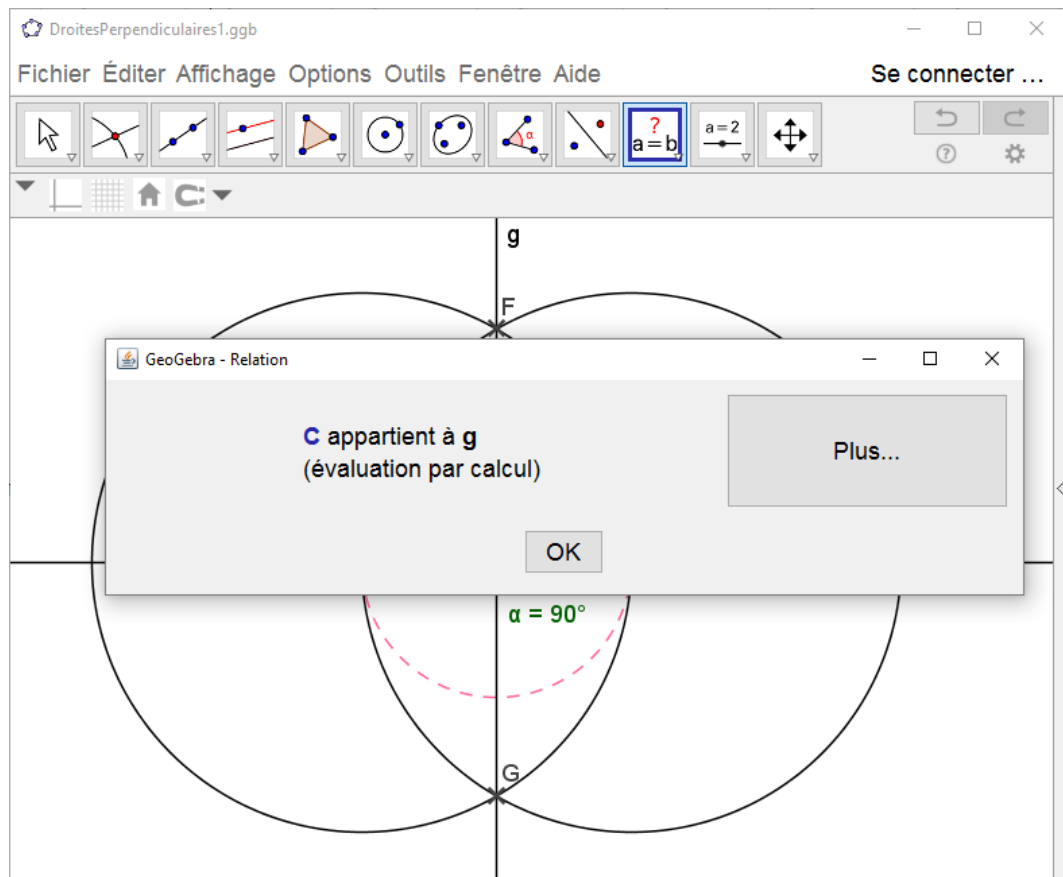 DroitesPerpendiculaires1.ggb
Fichier Éditer Affichage Options Outils Fenêtre Aide Se connecter ...
α ? a = b a = 2
g
F
GeoGebra - Relation
C appartient à g
(évaluation par calcul)
Plus...
OK
α = 90°
G